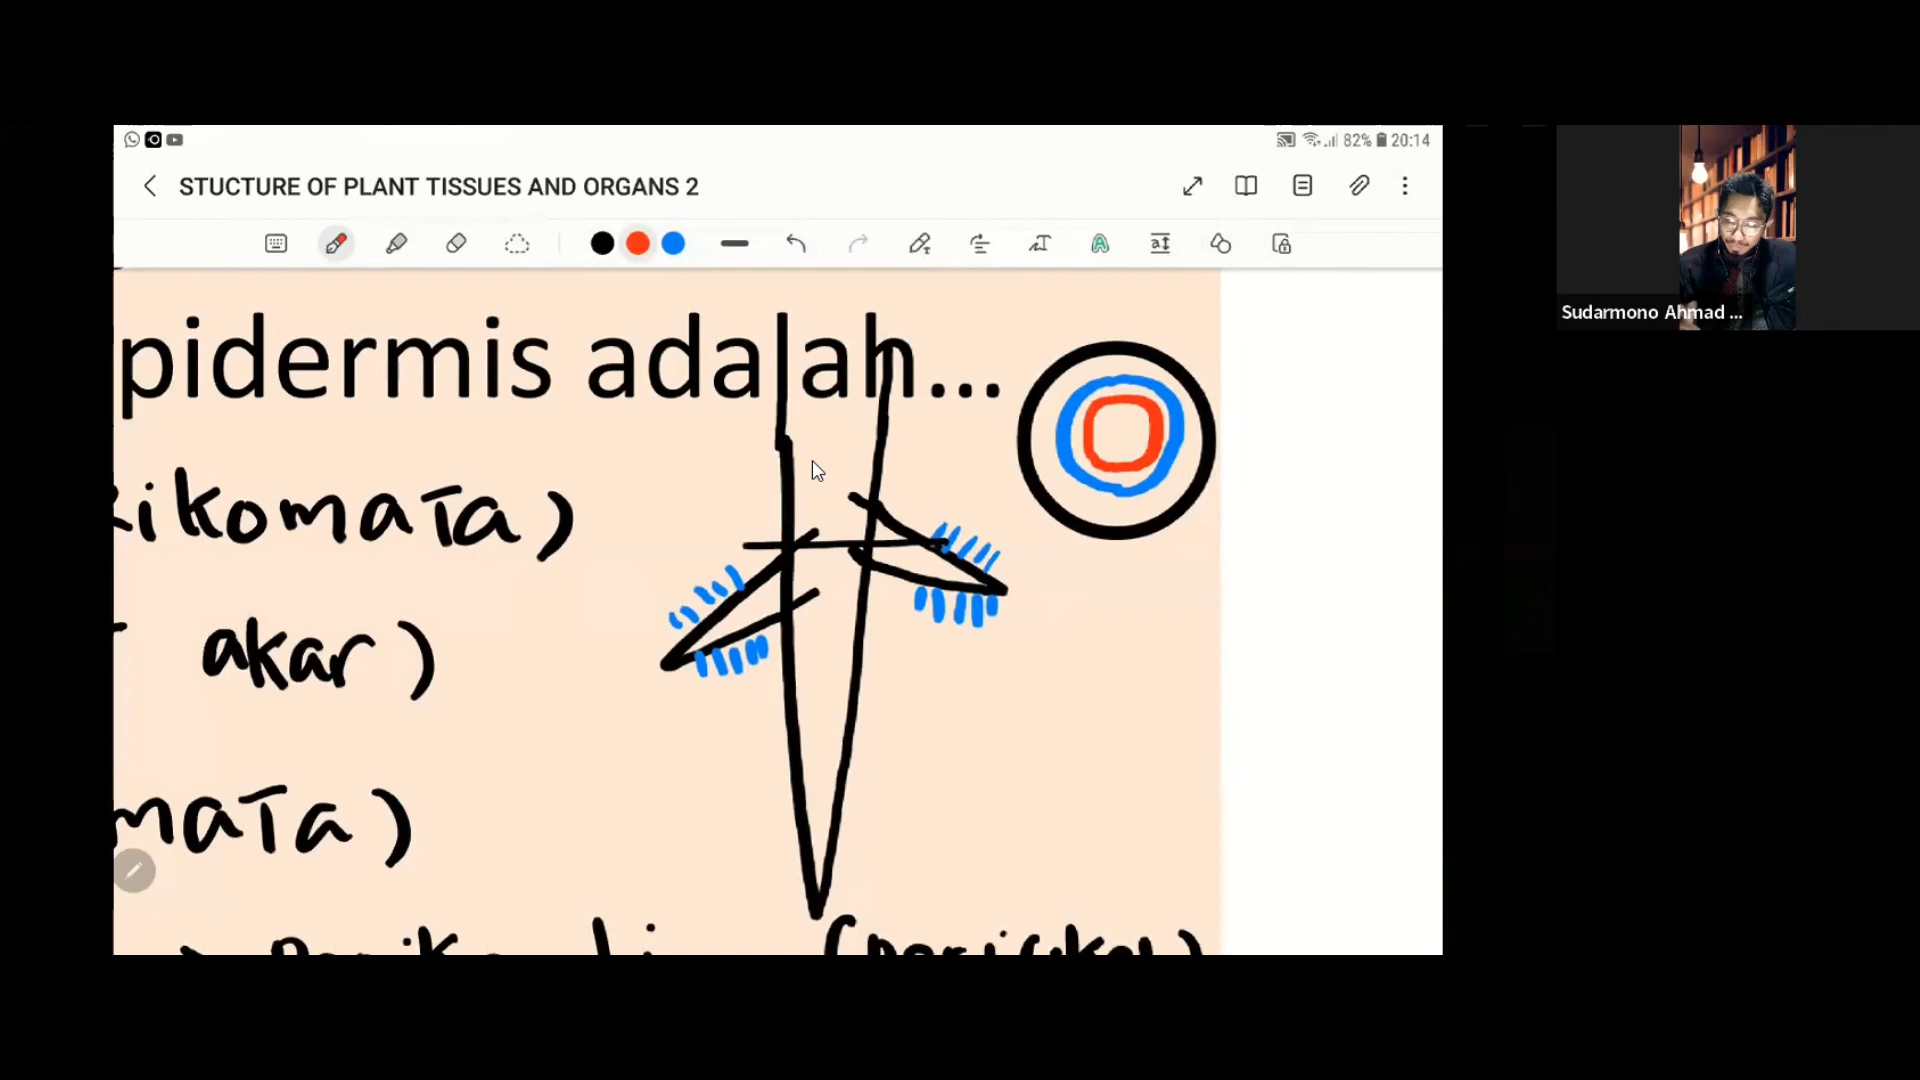 82% 20:14
STUCTURE OF PLANT TISSUES AND ORGANS 2
pidermis adalah...
ikomata)
akar)
mata)
Sudarmono Ahmad ...